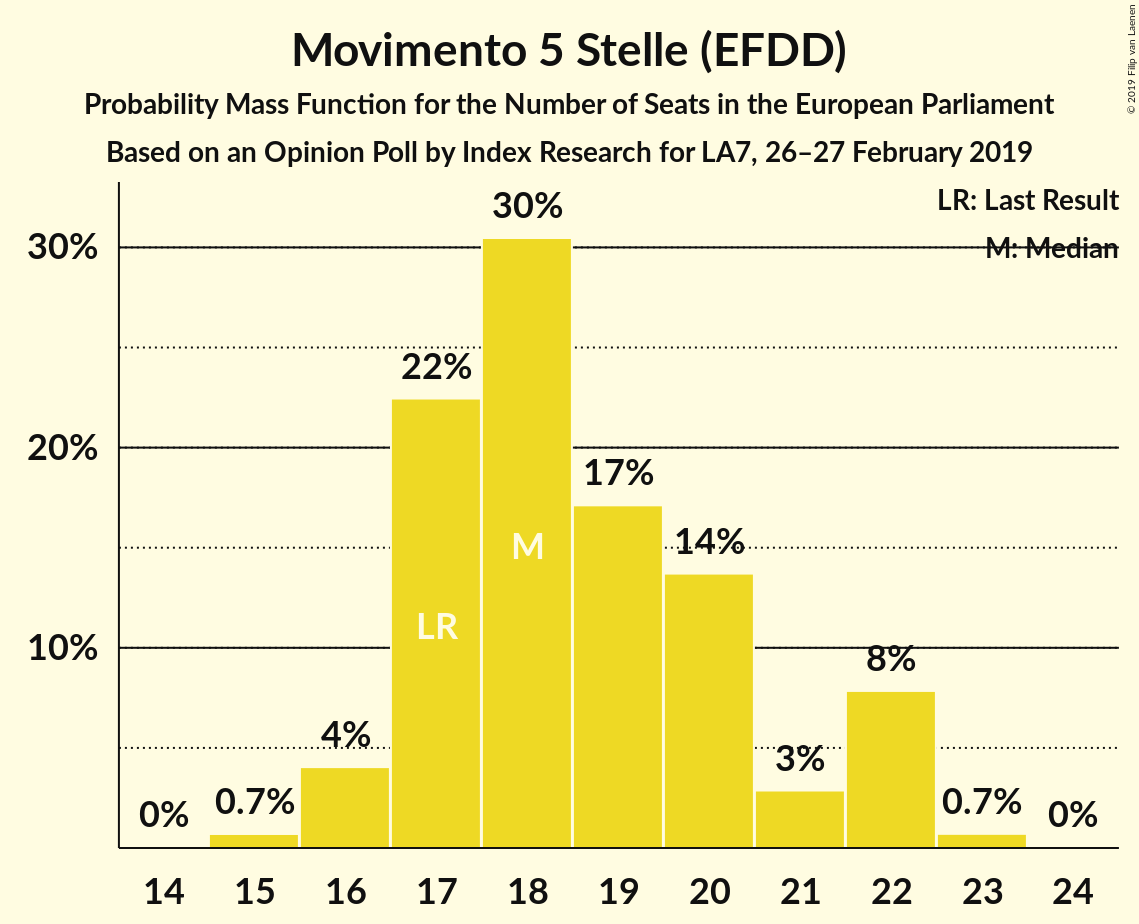 Movimento 5 Stelle (EFDD)
Probability Mass Function for the Number of Seats in the European Parliament
Based on an Opinion Poll by Index Research for LA7, 26–27 February 2019
© 2019 Filip van Laenen
LR: Last Result
M: Median
30%
20%
10%
0%
0.7%
4%
22%
30%
17%
14%
3%
8%
0.7%
0%
LR
M
14 15 16 17 18 19 20 21 22 23 24